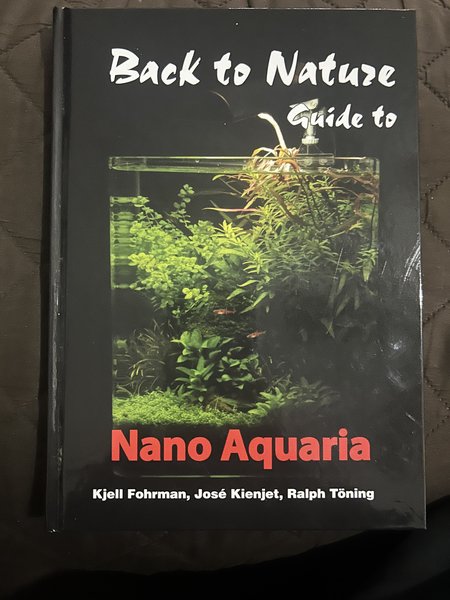 Back to Nature
Guide to
Nano Aquaria
Kjell Fohrman, José Kienjet, Ralph Töning